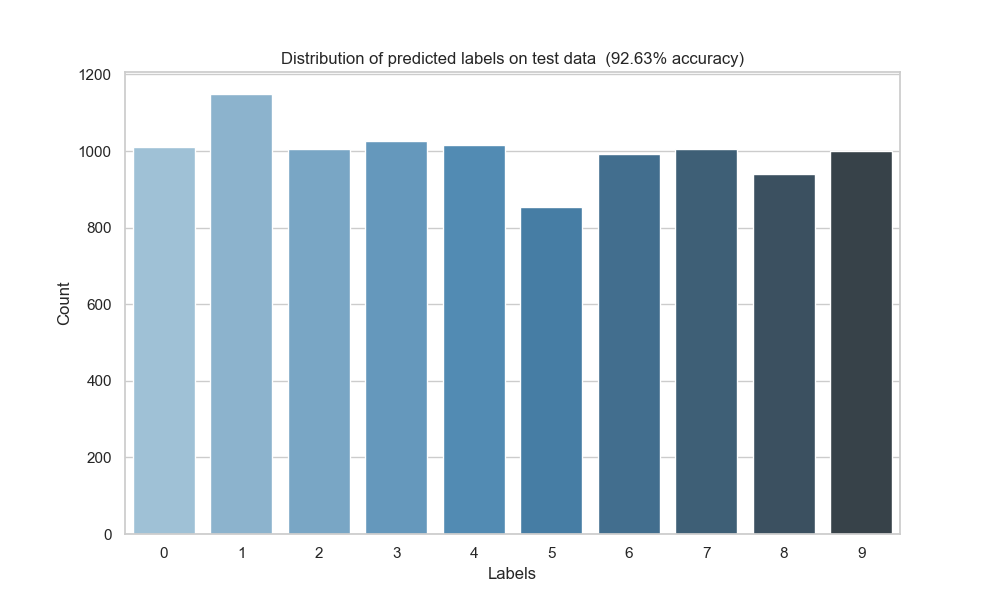 Distribution of predicted labels on test data  (92.63% accuracy)
1200
1000
800
600
400
200
0
Count
0 1 2 3 4 5 6 7 8 9
Labels